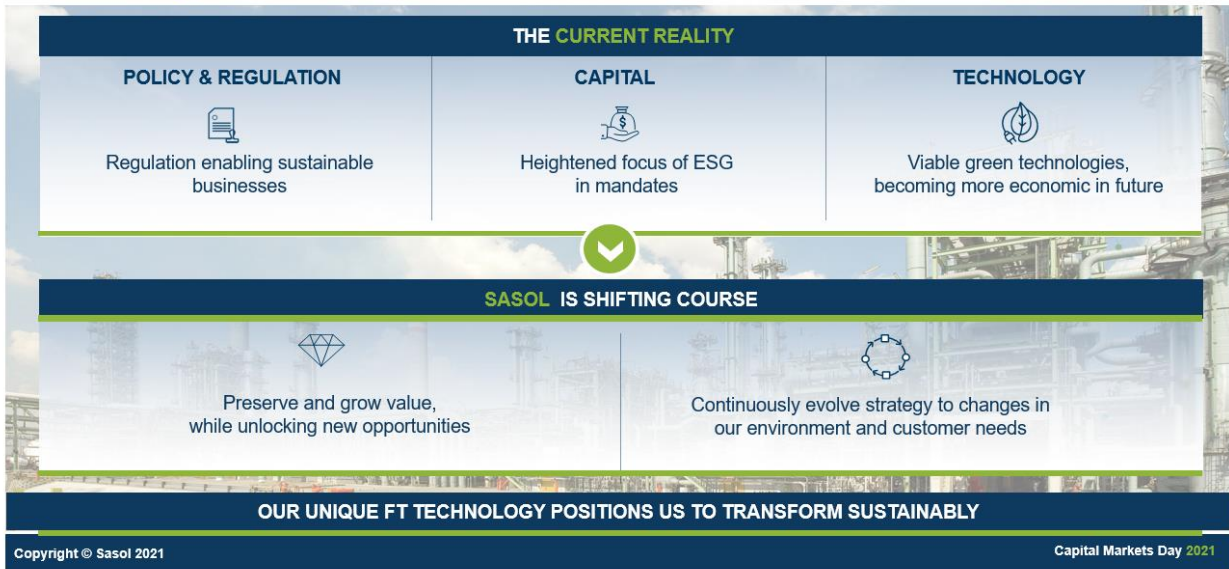 THE CURRENT REALITY
POLICY & REGULATION
Regulation enabling sustainable
businesses
CAPITAL
$
Heightened focus of ESG
in mandates
TECHNOLOGY
Viable green technologies,
becoming more economic in future
SASOL IS SHIFTING COURSE
Preserve and grow value,
while unlocking new opportunities
Continuously evolve strategy to changes in
our environment and customer needs
OUR UNIQUE FT TECHNOLOGY POSITIONS US TO TRANSFORM SUSTAINABLY
Copyright © Sasol 2021
Capital Markets Day 2021